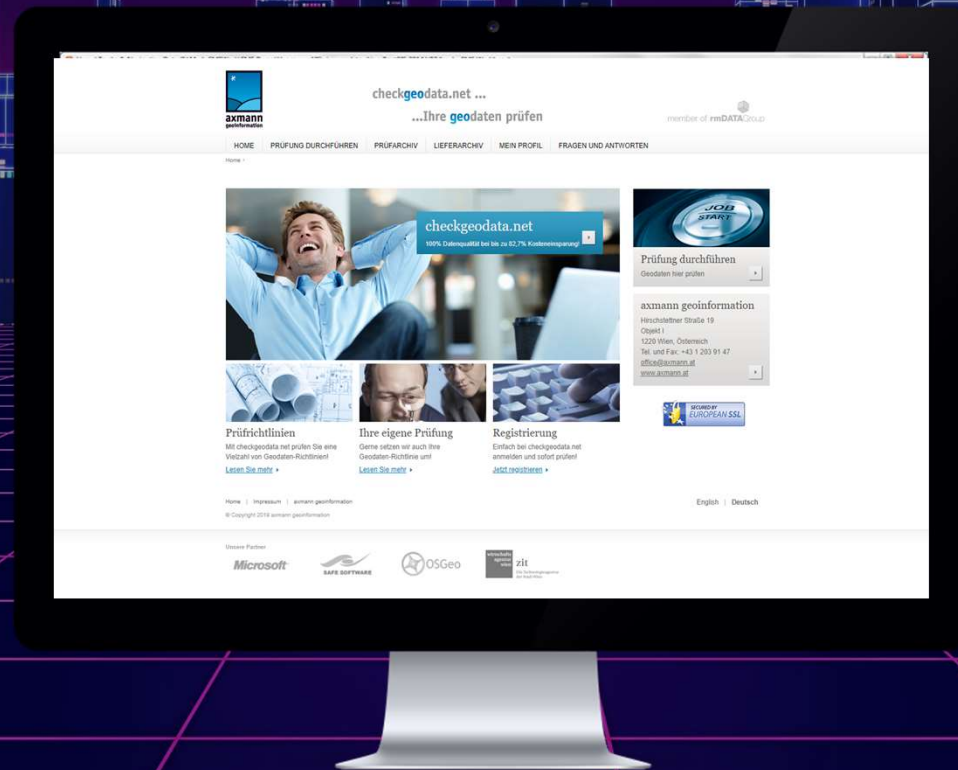 axmann
geoinformation
checkgeodata.net ...
...Ihre geodaten prüfen
member of rmDATAGroup
HOME PRÜFUNG DURCHFÜHREN PRÜFARCHIV LIEFERARCHIV MEIN PROFIL FRAGEN UND ANTWORTEN
Home
checkgeodata.net
100% Datenqualität bei bis zu 82,7% Kosteneinsparung!
JOB
START
Prüfung durchführen
Geodaten hier prüfen
axmann geoinformation
Hirschstettner Straße 19
Objekt I
1220 Wien, Österreich
Tel. und Fax: +43 1 203 91 47
office@axmann.at
www.axmann.at
SECURED BY
EUROPEAN SSL
Prüfrichtlinien
Mit checkgeodata.net prüfen Sie eine
Vielzahl von Geodaten-Richtlinien!
Lesen Sie mehr
Ihre eigene Prüfung
Gerne setzen wir auch Ihre
Geodaten-Richtlinie um!
Lesen Sie mehr
Registrierung
Einfach bei checkgeodata.net
anmelden und sofort prüfen!
Jetzt registrieren
Home | Impressum | axmann geoinformation
English | Deutsch
Unsere Partner
Microsoft
SAFE SOFTWARE
OSGeo
wirtschafts
agentur
wien
zit